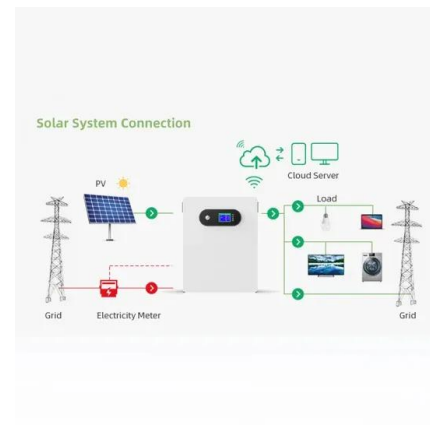 Solar System Connection
Cloud Server
PV
Load
Grid
Electricity Meter
Grid